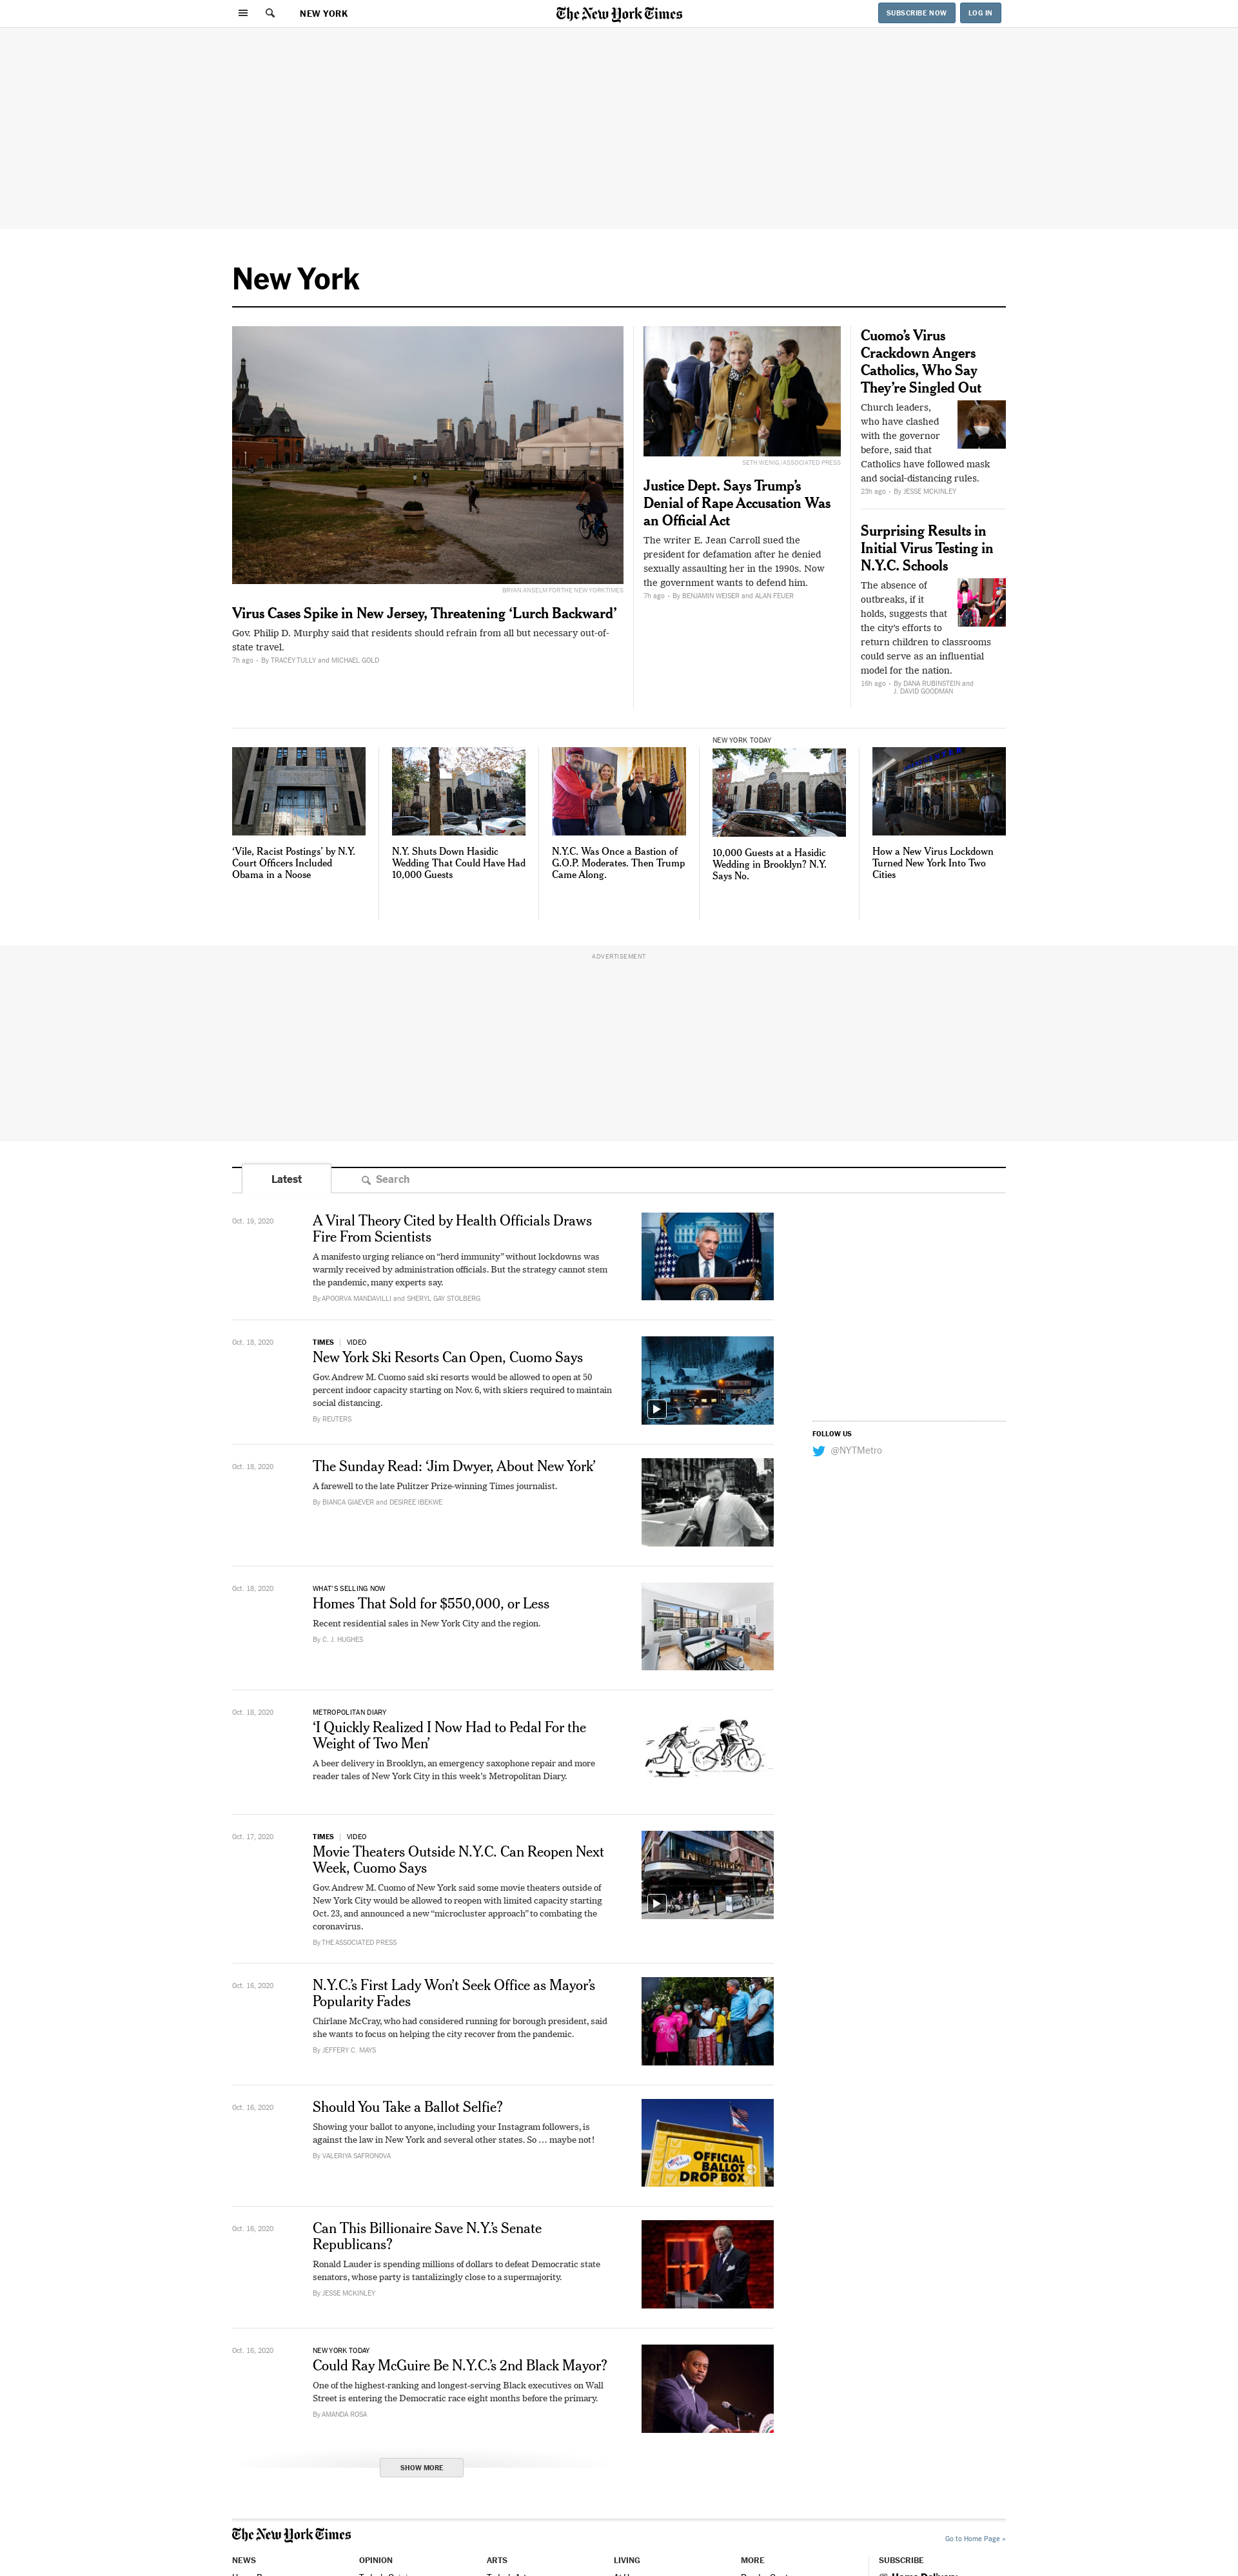 NEW YORK
The New York Times
SUBSCRIBE NOW
LOG IN
New York
BRYAN ANSELM FOR THE NEW YORK TIMES
Virus Cases Spike in New Jersey, Threatening ‘Lurch Backward’
Gov. Philip D. Murphy said that residents should refrain from all but necessary out-of-
state travel.
7h ago • By TRACEY TULLY and MICHAEL GOLD
SETH WENIG/ASSOCIATED PRESS
Justice Dept. Says Trump’s
Denial of Rape Accusation Was
an Official Act
The writer E. Jean Carroll sued the
president for defamation after he denied
sexually assaulting her in the 1990s. Now
the government wants to defend him.
7h ago • By BENJAMIN WEISER and ALAN FEUER
Cuomo’s Virus
Crackdown Angers
Catholics, Who Say
They’re Singled Out
Church leaders,
who have clashed
with the governor
before, said that
Catholics have followed mask
and social-distancing rules.
23h ago • By JESSE MCKINLEY
Surprising Results in
Initial Virus Testing in
N.Y.C. Schools
The absence of
outbreaks, if it
holds, suggests that
the city’s efforts to
return children to classrooms
could serve as an influential
model for the nation.
16h ago • By DANA RUBINSTEIN and
J. DAVID GOODMAN
‘Vile, Racist Postings’ by N.Y.
Court Officers Included
Obama in a Noose
N.Y. Shuts Down Hasidic
Wedding That Could Have Had
10,000 Guests
N.Y.C. Was Once a Bastion of
G.O.P. Moderates. Then Trump
Came Along.
NEW YORK TODAY
10,000 Guests at a Hasidic
Wedding in Brooklyn? N.Y.
Says No.
How a New Virus Lockdown
Turned New York Into Two
Cities
ADVERTISEMENT
Latest
Search
Oct. 19, 2020
A Viral Theory Cited by Health Officials Draws
Fire From Scientists
A manifesto urging reliance on “herd immunity” without lockdowns was
warmly received by administration officials. But the strategy cannot stem
the pandemic, many experts say.
By APOORVA MANDAVILLI and SHERYL GAY STOLBERG
Oct. 18, 2020
TIMES | VIDEO
New York Ski Resorts Can Open, Cuomo Says
Gov. Andrew M. Cuomo said ski resorts would be allowed to open at 50
percent indoor capacity starting on Nov. 6, with skiers required to maintain
social distancing.
By REUTERS
FOLLOW US
@NYTMetro
Oct. 18, 2020
The Sunday Read: ‘Jim Dwyer, About New York’
A farewell to the late Pulitzer Prize-winning Times journalist.
By BIANCA GIAEVER and DESIREE IBEKWE
Oct. 18, 2020
WHAT'S SELLING NOW
Homes That Sold for $550,000, or Less
Recent residential sales in New York City and the region.
By C. J. HUGHES
Oct. 18, 2020
METROPOLITAN DIARY
‘I Quickly Realized I Now Had to Pedal For the
Weight of Two Men’
A beer delivery in Brooklyn, an emergency saxophone repair and more
reader tales of New York City in this week’s Metropolitan Diary.
Oct. 17, 2020
TIMES | VIDEO
Movie Theaters Outside N.Y.C. Can Reopen Next
Week, Cuomo Says
Gov. Andrew M. Cuomo of New York said some movie theaters outside of
New York City would be allowed to reopen with limited capacity starting
Oct. 23, and announced a new “microcluster approach” to combating the
coronavirus.
By THE ASSOCIATED PRESS
Oct. 16, 2020
N.Y.C.’s First Lady Won’t Seek Office as Mayor’s
Popularity Fades
Chirlane McCray, who had considered running for borough president, said
she wants to focus on helping the city recover from the pandemic.
By JEFFERY C. MAYS
Oct. 16, 2020
Should You Take a Ballot Selfie?
Showing your ballot to anyone, including your Instagram followers, is
against the law in New York and several other states. So … maybe not!
By VALERIYA SAFRONOVA
OFFICIAL
BALLOT
DROP BOX
Oct. 16, 2020
Can This Billionaire Save N.Y.’s Senate
Republicans?
Ronald Lauder is spending millions of dollars to defeat Democratic state
senators, whose party is tantalizingly close to a supermajority.
By JESSE MCKINLEY
Oct. 16, 2020
NEW YORK TODAY
Could Ray McGuire Be N.Y.C.’s 2nd Black Mayor?
One of the highest-ranking and longest-serving Black executives on Wall
Street is entering the Democratic race eight months before the primary.
By AMANDA ROSA
SHOW MORE
The New York Times
Go to Home Page »
NEWS
OPINION
ARTS
LIVING
MORE
SUBSCRIBE